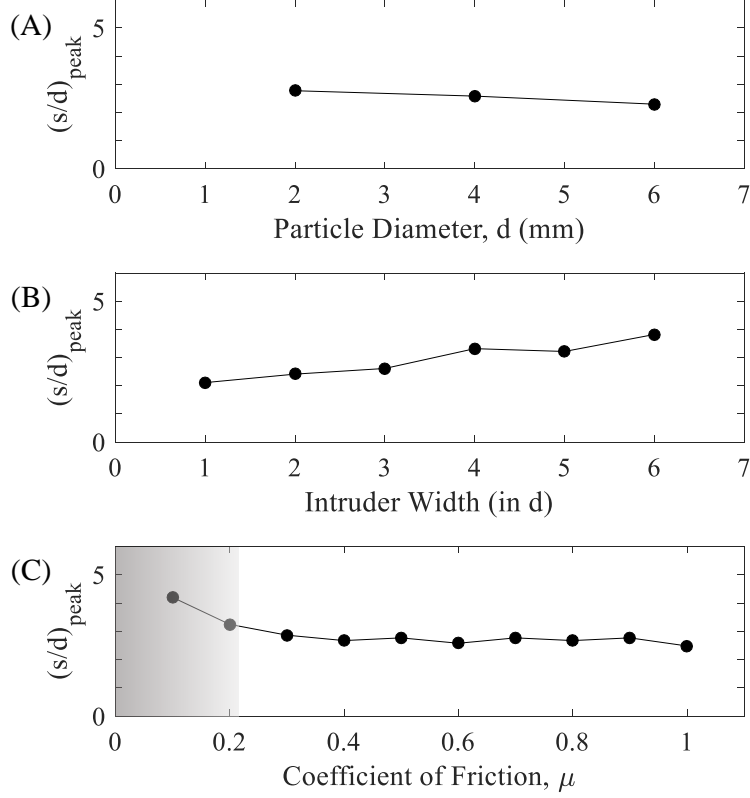 (A)
(s/d)peak
5
0
0 1 2 3 4 5 6 7
Particle Diameter, d (mm)
(B)
(s/d)peak
5
0
0 1 2 3 4 5 6 7
Intruder Width (in d)
(C)
(s/d)peak
5
0
0 0.2 0.4 0.6 0.8 1
Coefficient of Friction, μ